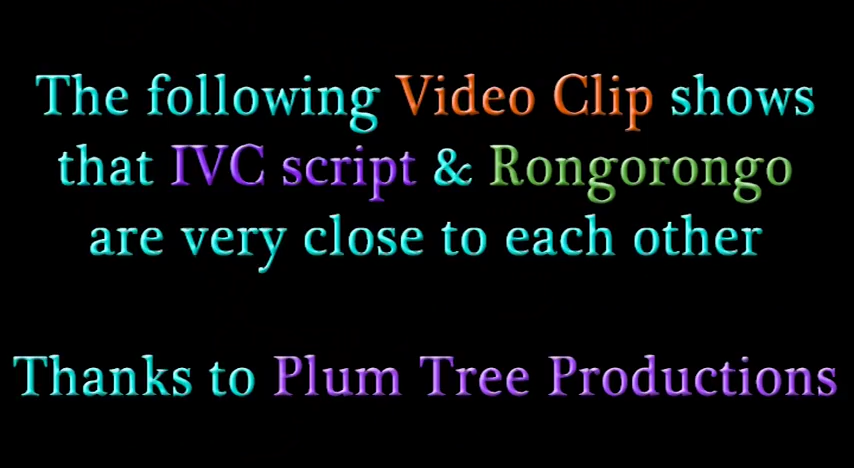 The following Video Clip shows
that IVC script & Rongorongo
are very close to each other
Thanks to Plum Tree Productions